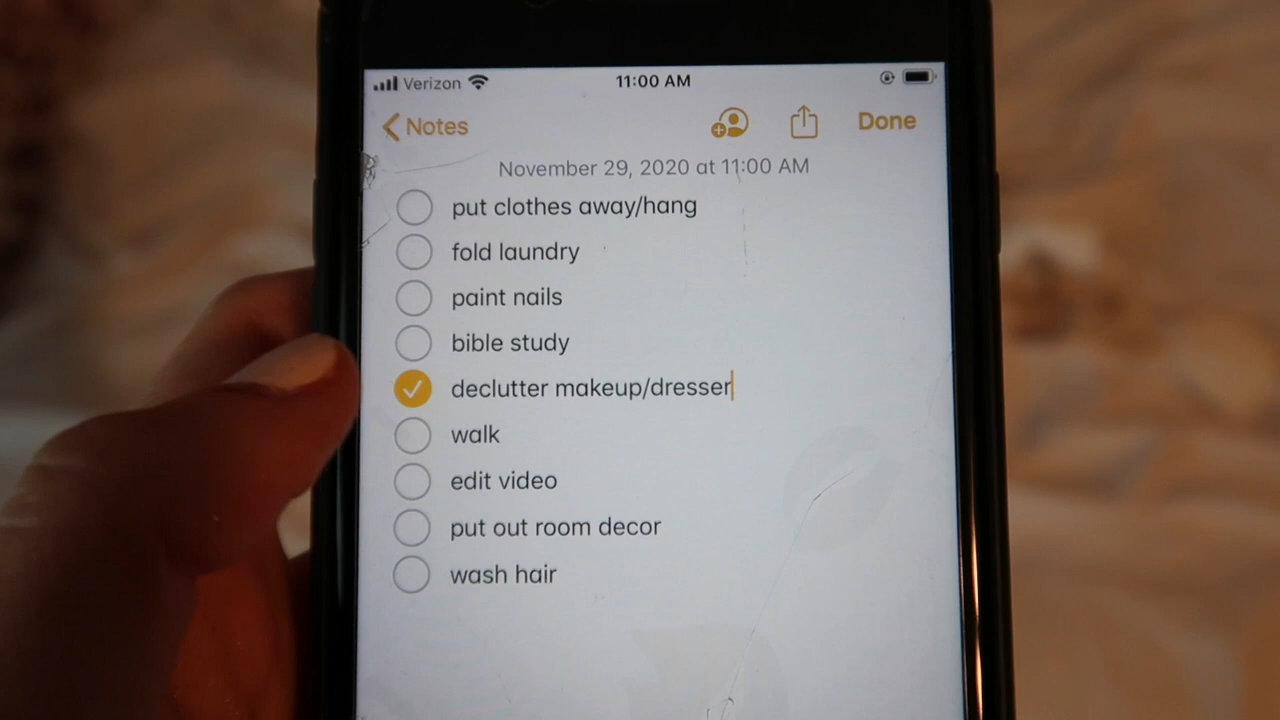 Verizon 11:00 AM
Notes Done
November 29, 2020 at 11:00 AM
put clothes away/hang
fold laundry
paint nails
bible study
declutter makeup/dresser
walk
edit video
put out room decor
wash hair